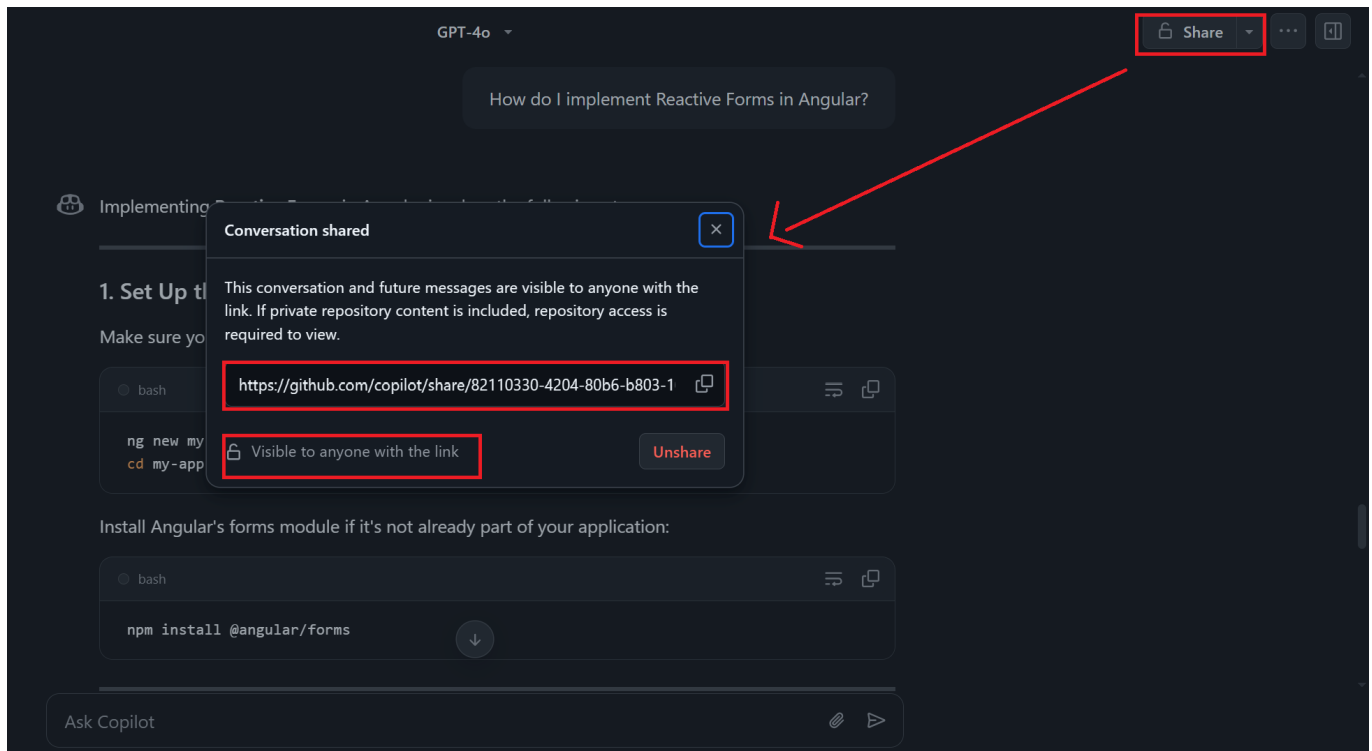 GPT-4o
Share
How do I implement Reactive Forms in Angular?
Implementing
Conversation shared
1. Set Up
This conversation and future messages are visible to anyone with the
link. If private repository content is included, repository access is
required to view.
Make sure yo
https://github.com/copilot/share/82110330-4204-80b6-b803-1
bash
ng new my
Visible to anyone with the link
Unshare
cd my-app
Install Angular's forms module if it's not already part of your application:
bash
npm install @angular/forms
Ask Copilot